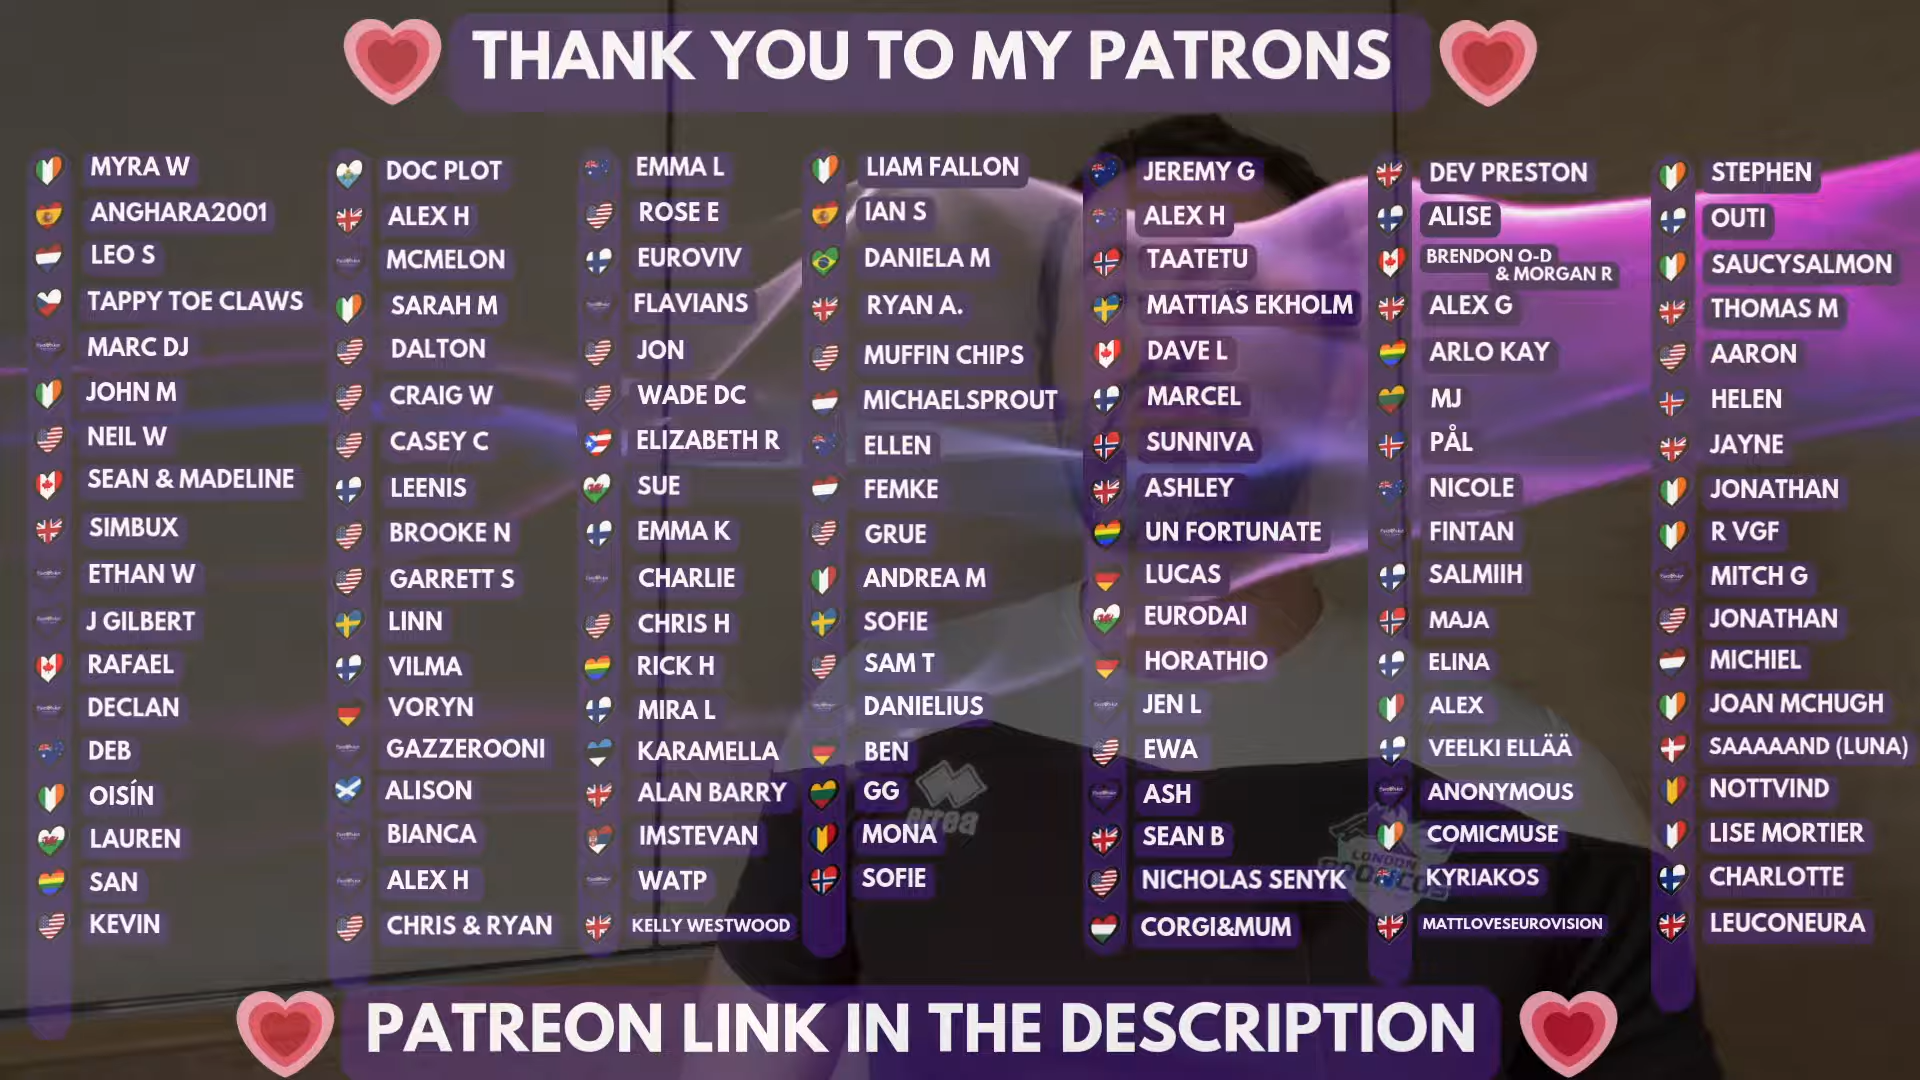 THANK YOU TO MY PATRONS
MYRA W
ANGHARA2001
LEO S
TAPPY TOE CLAWS
MARC DJ
JOHN M
NEIL W
SEAN & MADELINE
SIMBUX
ETHAN W
J GILBERT
RAFAEL
DECLAN
DEB
OISÍN
LAUREN
SAN
KEVIN
DOC PLOT
ALEX H
MCMELON
SARAH M
DALTON
CRAIG W
CASEY C
LEENIS
BROOKE N
GARRETT S
LINN
VILMA
VORYN
GAZZEROONI
ALISON
BIANCA
ALEX H
CHRIS & RYAN
EMMA L
ROSE E
EUROVIV
FLAVIANS
JON
WADE DC
ELIZABETH R
SUE
EMMA K
CHARLIE
CHRIS H
RICK H
MIRA L
KARAMELLA
ALAN BARRY
IMSTEVAN
WATP
KELLY WESTWOOD
LIAM FALLON
IAN S
DANIELA M
RYAN A.
MUFFIN CHIPS
MICHAELSPROUT
ELLEN
FEMKE
GRUE
ANDREA M
SOFIE
SAM T
DANIELIUS
BEN
GG
MONA
SOFIE
JEREMY G
ALEX H
TAATETU
MATTIAS EKHOLM
DAVE L
MARCEL
SUNNIVA
ASHLEY
UN FORTUNATE
LUCAS
EURODAI
HORATHIO
JEN L
EWA
ASH
SEAN B
NICHOLAS SENYK
CORGI&MUM
DEV PRESTON
ALISE
BRENDON O-D
& MORGAN R
ALEX G
ARLO KAY
MJ
PÅL
NICOLE
FINTAN
SALMIIH
MAJA
ELINA
ALEX
VEELKI ELLÄÄ
ANONYMOUS
COMICMUSE
KYRIAKOS
MATTLOVESEUROVISION
STEPHEN
OUTI
SAUCYSALMON
THOMAS M
AARON
HELEN
JAYNE
JONATHAN
R VGF
MITCH G
JONATHAN
MICHIEL
JOAN MCHUGH
SAAAAAND (LUNA)
NOTTVIND
LISE MORTIER
CHARLOTTE
LEUCONEURA
errea
LONDON
BRONCOS
PATREON LINK IN THE DESCRIPTION